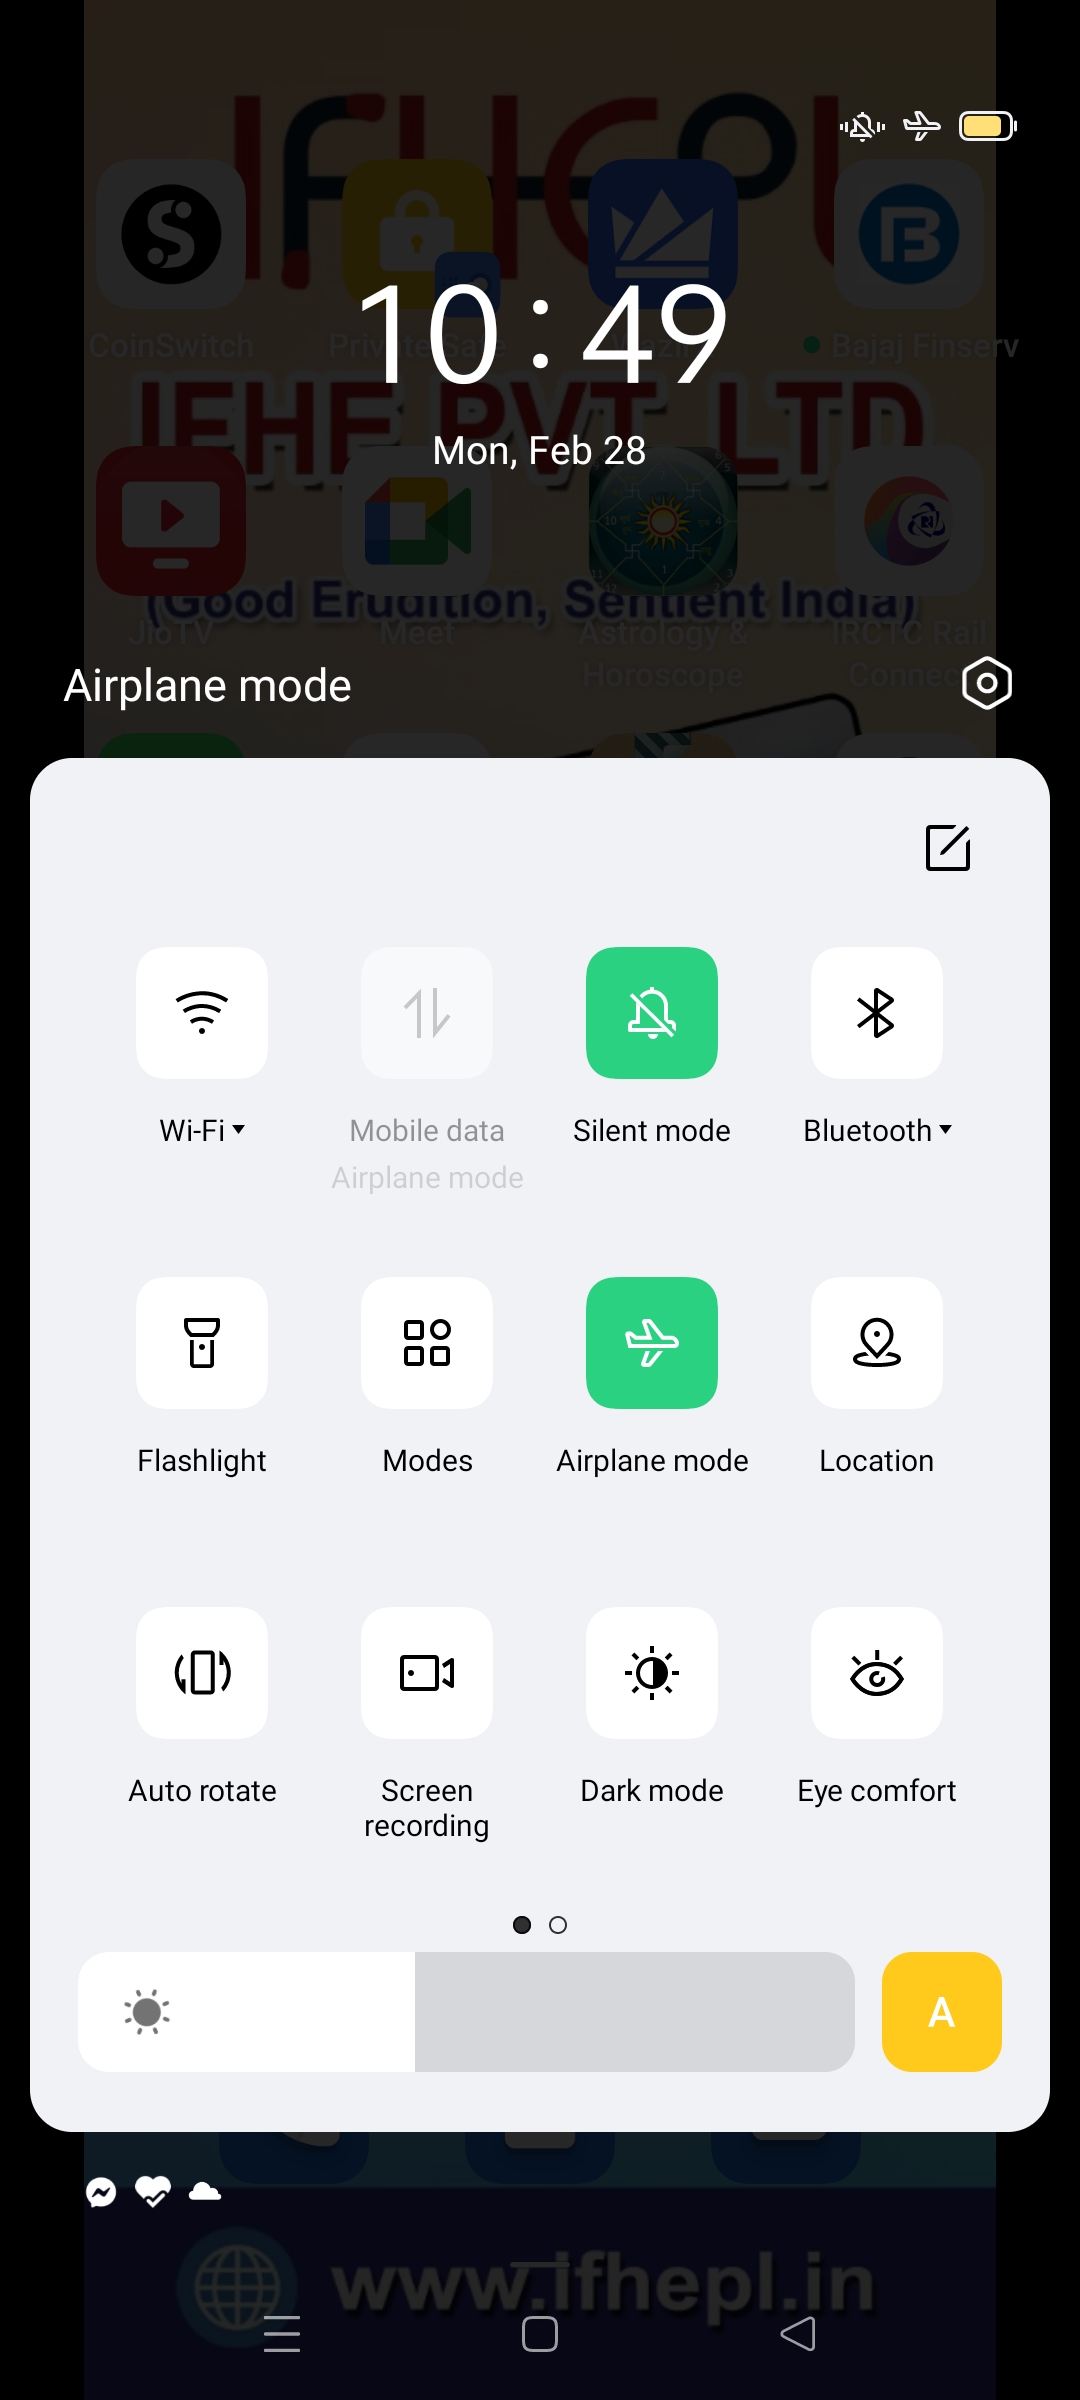 10:49
Mon, Feb 28
CoinSwitch
Private Safe
Bajaj Finserv
IFHE PVT LTD
JioTV
Meet
Astrology &
Horoscope
IRCTC Rail
Connect
(Good Erudition, Sentient India)
Airplane mode
Wi-Fi
Mobile data
Airplane mode
Silent mode
Bluetooth
Flashlight
Modes
Airplane mode
Location
Auto rotate
Screen
recording
Dark mode
Eye comfort
A
www.ifhepl.in